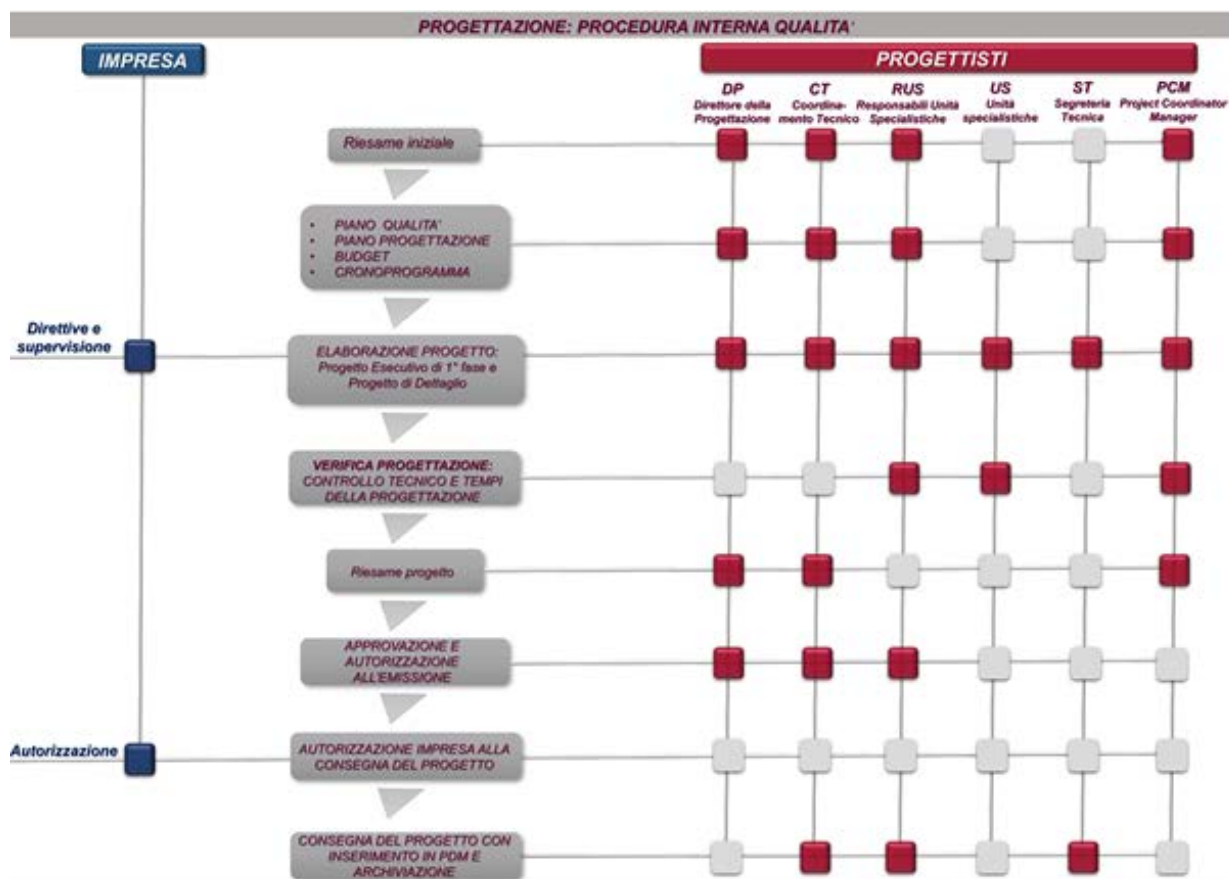 PROGETTAZIONE: PROCEDURA INTERNA QUALITA'
IMPRESA
PROGETTISTI
DP
Direttore della
Progettazione
CT
Coordina-
mento Tecnico
RUS
Responsabili Unità
Specialistiche
US
Unità
specialistiche
ST
Segreteria
Tecnica
PCM
Project Coordinator
Manager
Riesame iniziale
• PIANO QUALITA'
• PIANO PROGETTAZIONE
• BUDGET
• CRONOPROGRAMMA
Direttive e
supervisione
ELABORAZIONE PROGETTO:
Progetto Esecutivo di 1° fase e
Progetto di Dettaglio
VERIFICA PROGETTAZIONE:
CONTROLLO TECNICO E TEMPI
DELLA PROGETTAZIONE
Riesame progetto
APPROVAZIONE E
AUTORIZZAZIONE
ALL'EMISSIONE
Autorizzazione
AUTORIZZAZIONE IMPRESA ALLA
CONSEGNA DEL PROGETTO
CONSEGNA DEL PROGETTO CON
INSERIMENTO IN PDM E
ARCHIVIAZIONE